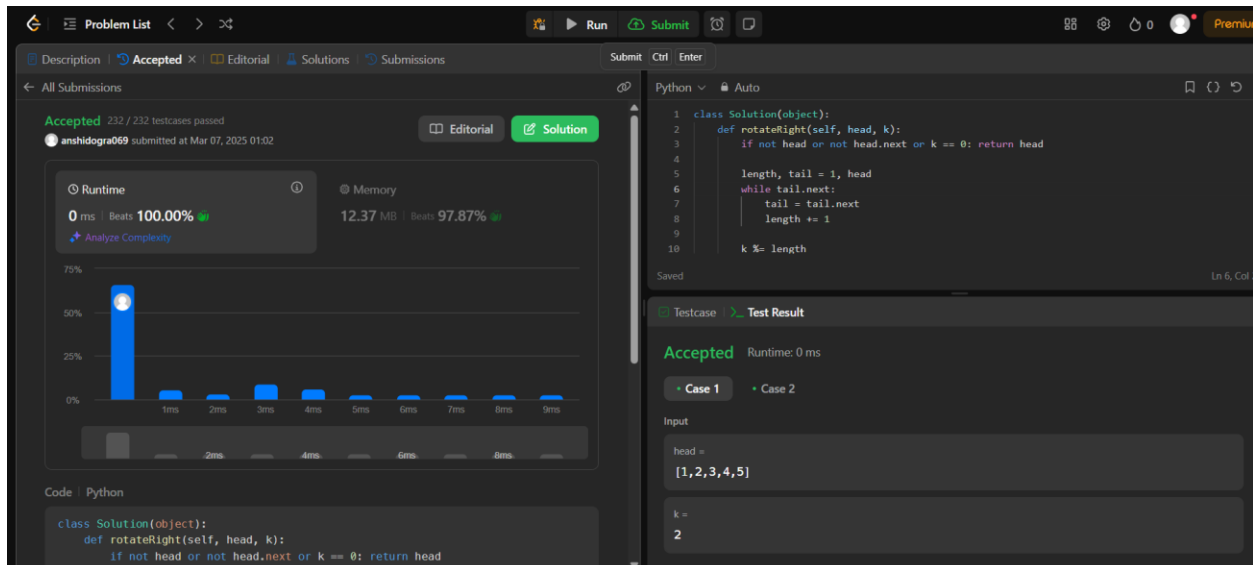 Problem List
Run
Submit
0
Premium
Description
Accepted
Editorial
Solutions
Submissions
Submit Ctrl Enter
All Submissions
Accepted 232 / 232 testcases passed
anshidogra069 submitted at Mar 07, 2025 01:02
Editorial
Solution
Runtime
0 ms | Beats 100.00%
Analyze Complexity
Memory
12.37 MB | Beats 97.87%
75%
50%
25%
0%
1ms 2ms 3ms 4ms 5ms 6ms 7ms 8ms 9ms
2ms 4ms 6ms 8ms
Code | Python
class Solution(object):
def rotateRight(self, head, k):
if not head or not head.next or k == 0: return head
Python
Auto
1 class Solution(object):
2 def rotateRight(self, head, k):
3 if not head or not head.next or k == 0: return head
4
5 length, tail = 1, head
6 while tail.next:
7 tail = tail.next
8 length += 1
9
10 k %= length
Saved
Ln 6, Col
Testcase
Test Result
Accepted Runtime: 0 ms
Case 1
Case 2
Input
head =
[1,2,3,4,5]
k =
2